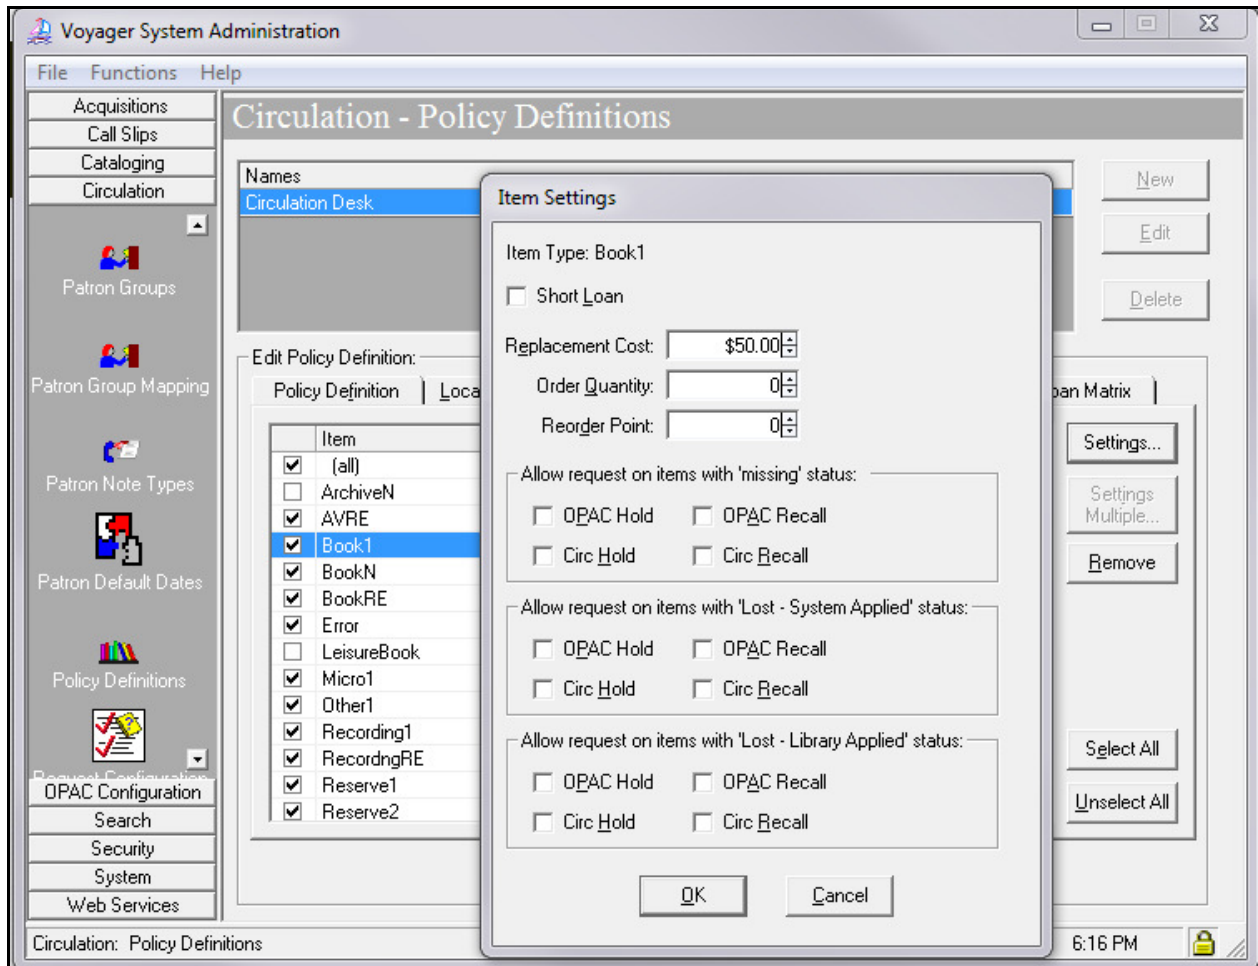 Voyager System Administration
File Functions Help
Acquisitions
Call Slips
Cataloging
Circulation
Patron Groups
Patron Group Mapping
Patron Note Types
Patron Default Dates
Policy Definitions
Request Configuration
OPAC Configuration
Search
Security
System
Web Services
Circulation - Policy Definitions
Names
Circulation Desk
New
Edit
Delete
Edit Policy Definition:
Policy Definition
Loca
oan Matrix
Item
(all)
ArchiveN
AVRE
Book1
BookN
BookRE
Error
LeisureBook
Micro1
Other1
Recording1
RecordngRE
Reserve1
Reserve2
Settings...
Settings
Multiple...
Remove
Select All
Unselect All
Item Settings
Item Type: Book1
Short Loan
Replacement Cost: $50.00
Order Quantity: 0
Reorder Point: 0
Allow request on items with 'missing' status:
OPAC Hold OPAC Recall
Circ Hold Circ Recall
Allow request on items with 'Lost - System Applied' status:
OPAC Hold OPAC Recall
Circ Hold Circ Recall
Allow request on items with 'Lost - Library Applied' status:
OPAC Hold OPAC Recall
Circ Hold Circ Recall
OK Cancel
Circulation: Policy Definitions
6:16 PM